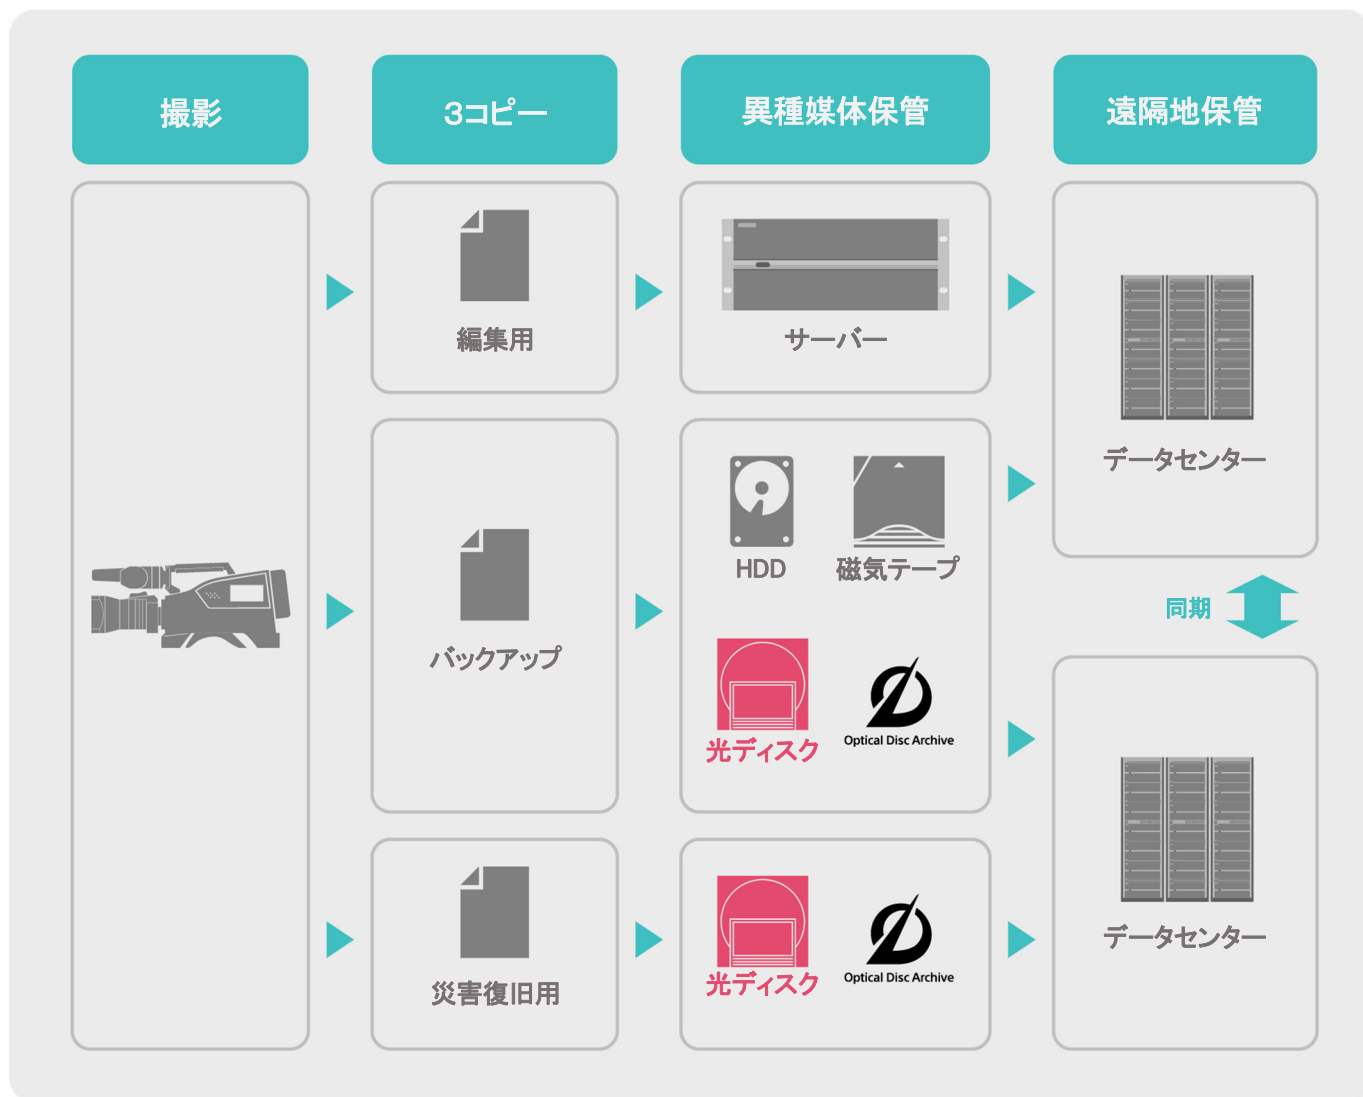 撮影
3コピー
異種媒体保管
遠隔地保管
編集用
サーバー
データセンター
バックアップ
HDD
磁気テープ
光ディスク
Optical Disc Archive
同期
災害復旧用
光ディスク
Optical Disc Archive
データセンター